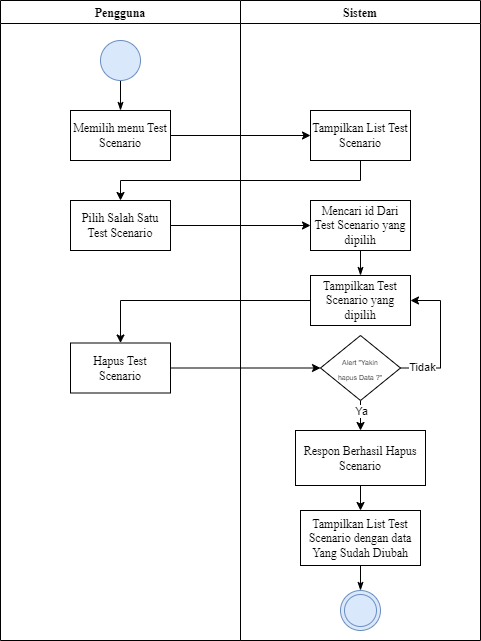 Pengguna
Sistem
Memilih menu Test
Scenario
Tampilkan List Test
Scenario
Pilih Salah Satu
Test Scenario
Mencari id Dari
Test Scenario yang
dipilih
Tampilkan Test
Scenario yang
dipilih
Hapus Test
Scenario
Alert "Yakin
hapus Data ?"
Tidak
Ya
Respon Berhasil Hapus
Scenario
Tampilkan List Test
Scenario dengan data
Yang Sudah Diubah